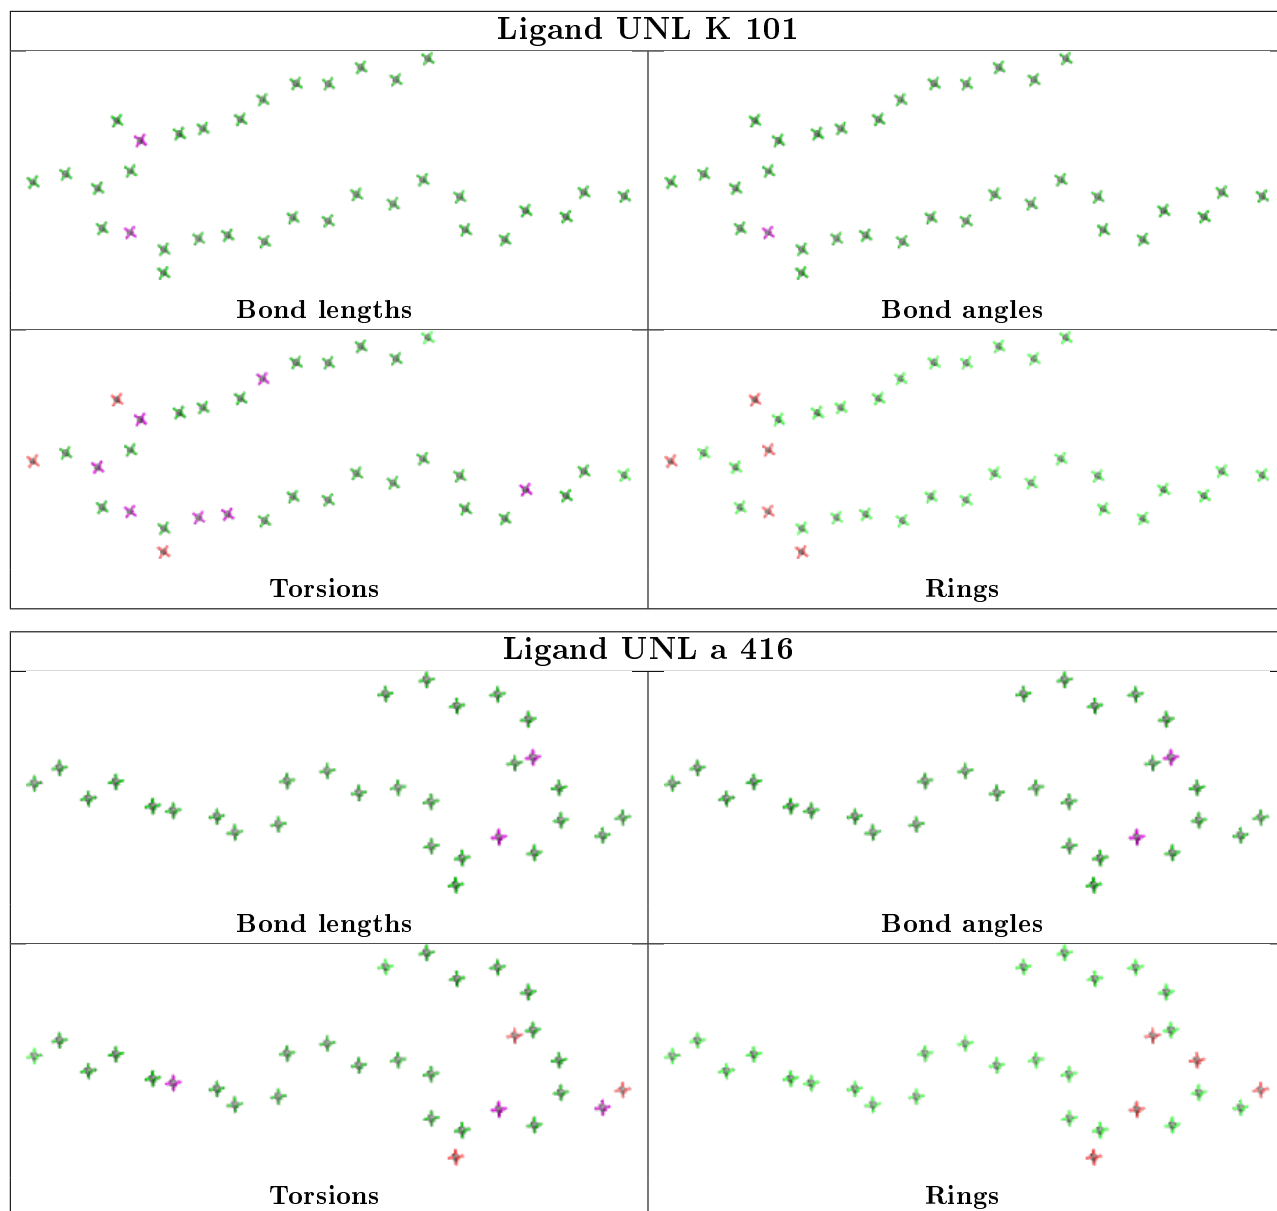 Ligand UNL K 101
Bond lengths
Bond angles
Torsions
Rings
Ligand UNL a 416
Bond lengths
Bond angles
Torsions
Rings